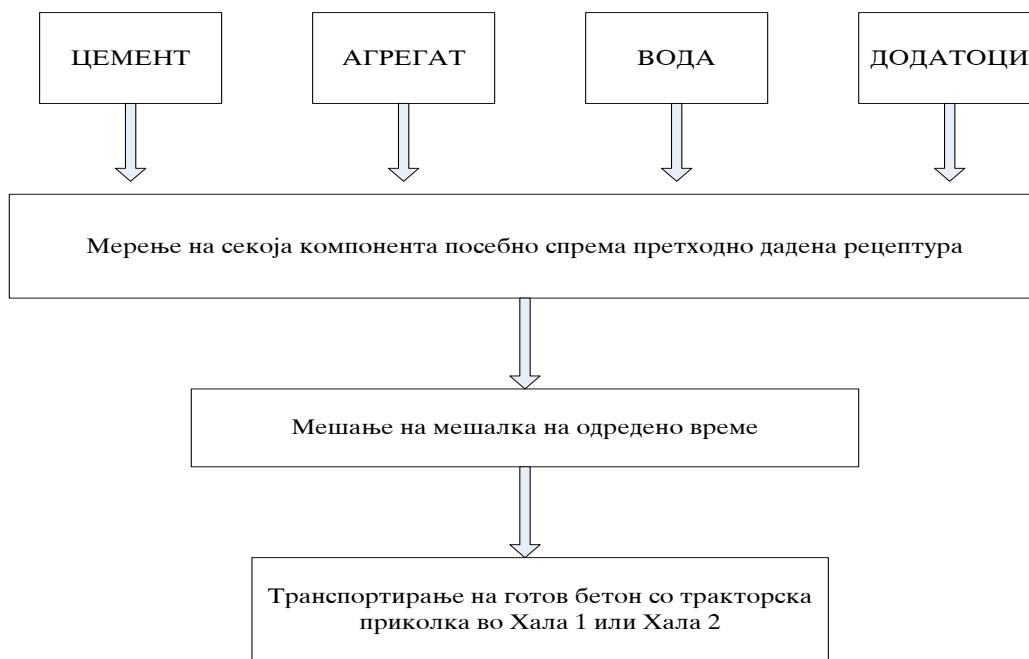 ЦЕМЕНТ
АГРЕГАТ
ВОДА
ДОДАТОЦИ
Мерење на секоја компонента посебно спрема претходно дадена рецептура
Мешање на мешалка на одредено време
Транспортирање на готов бетон со тракторска
приколка во Хала 1 или Хала 2